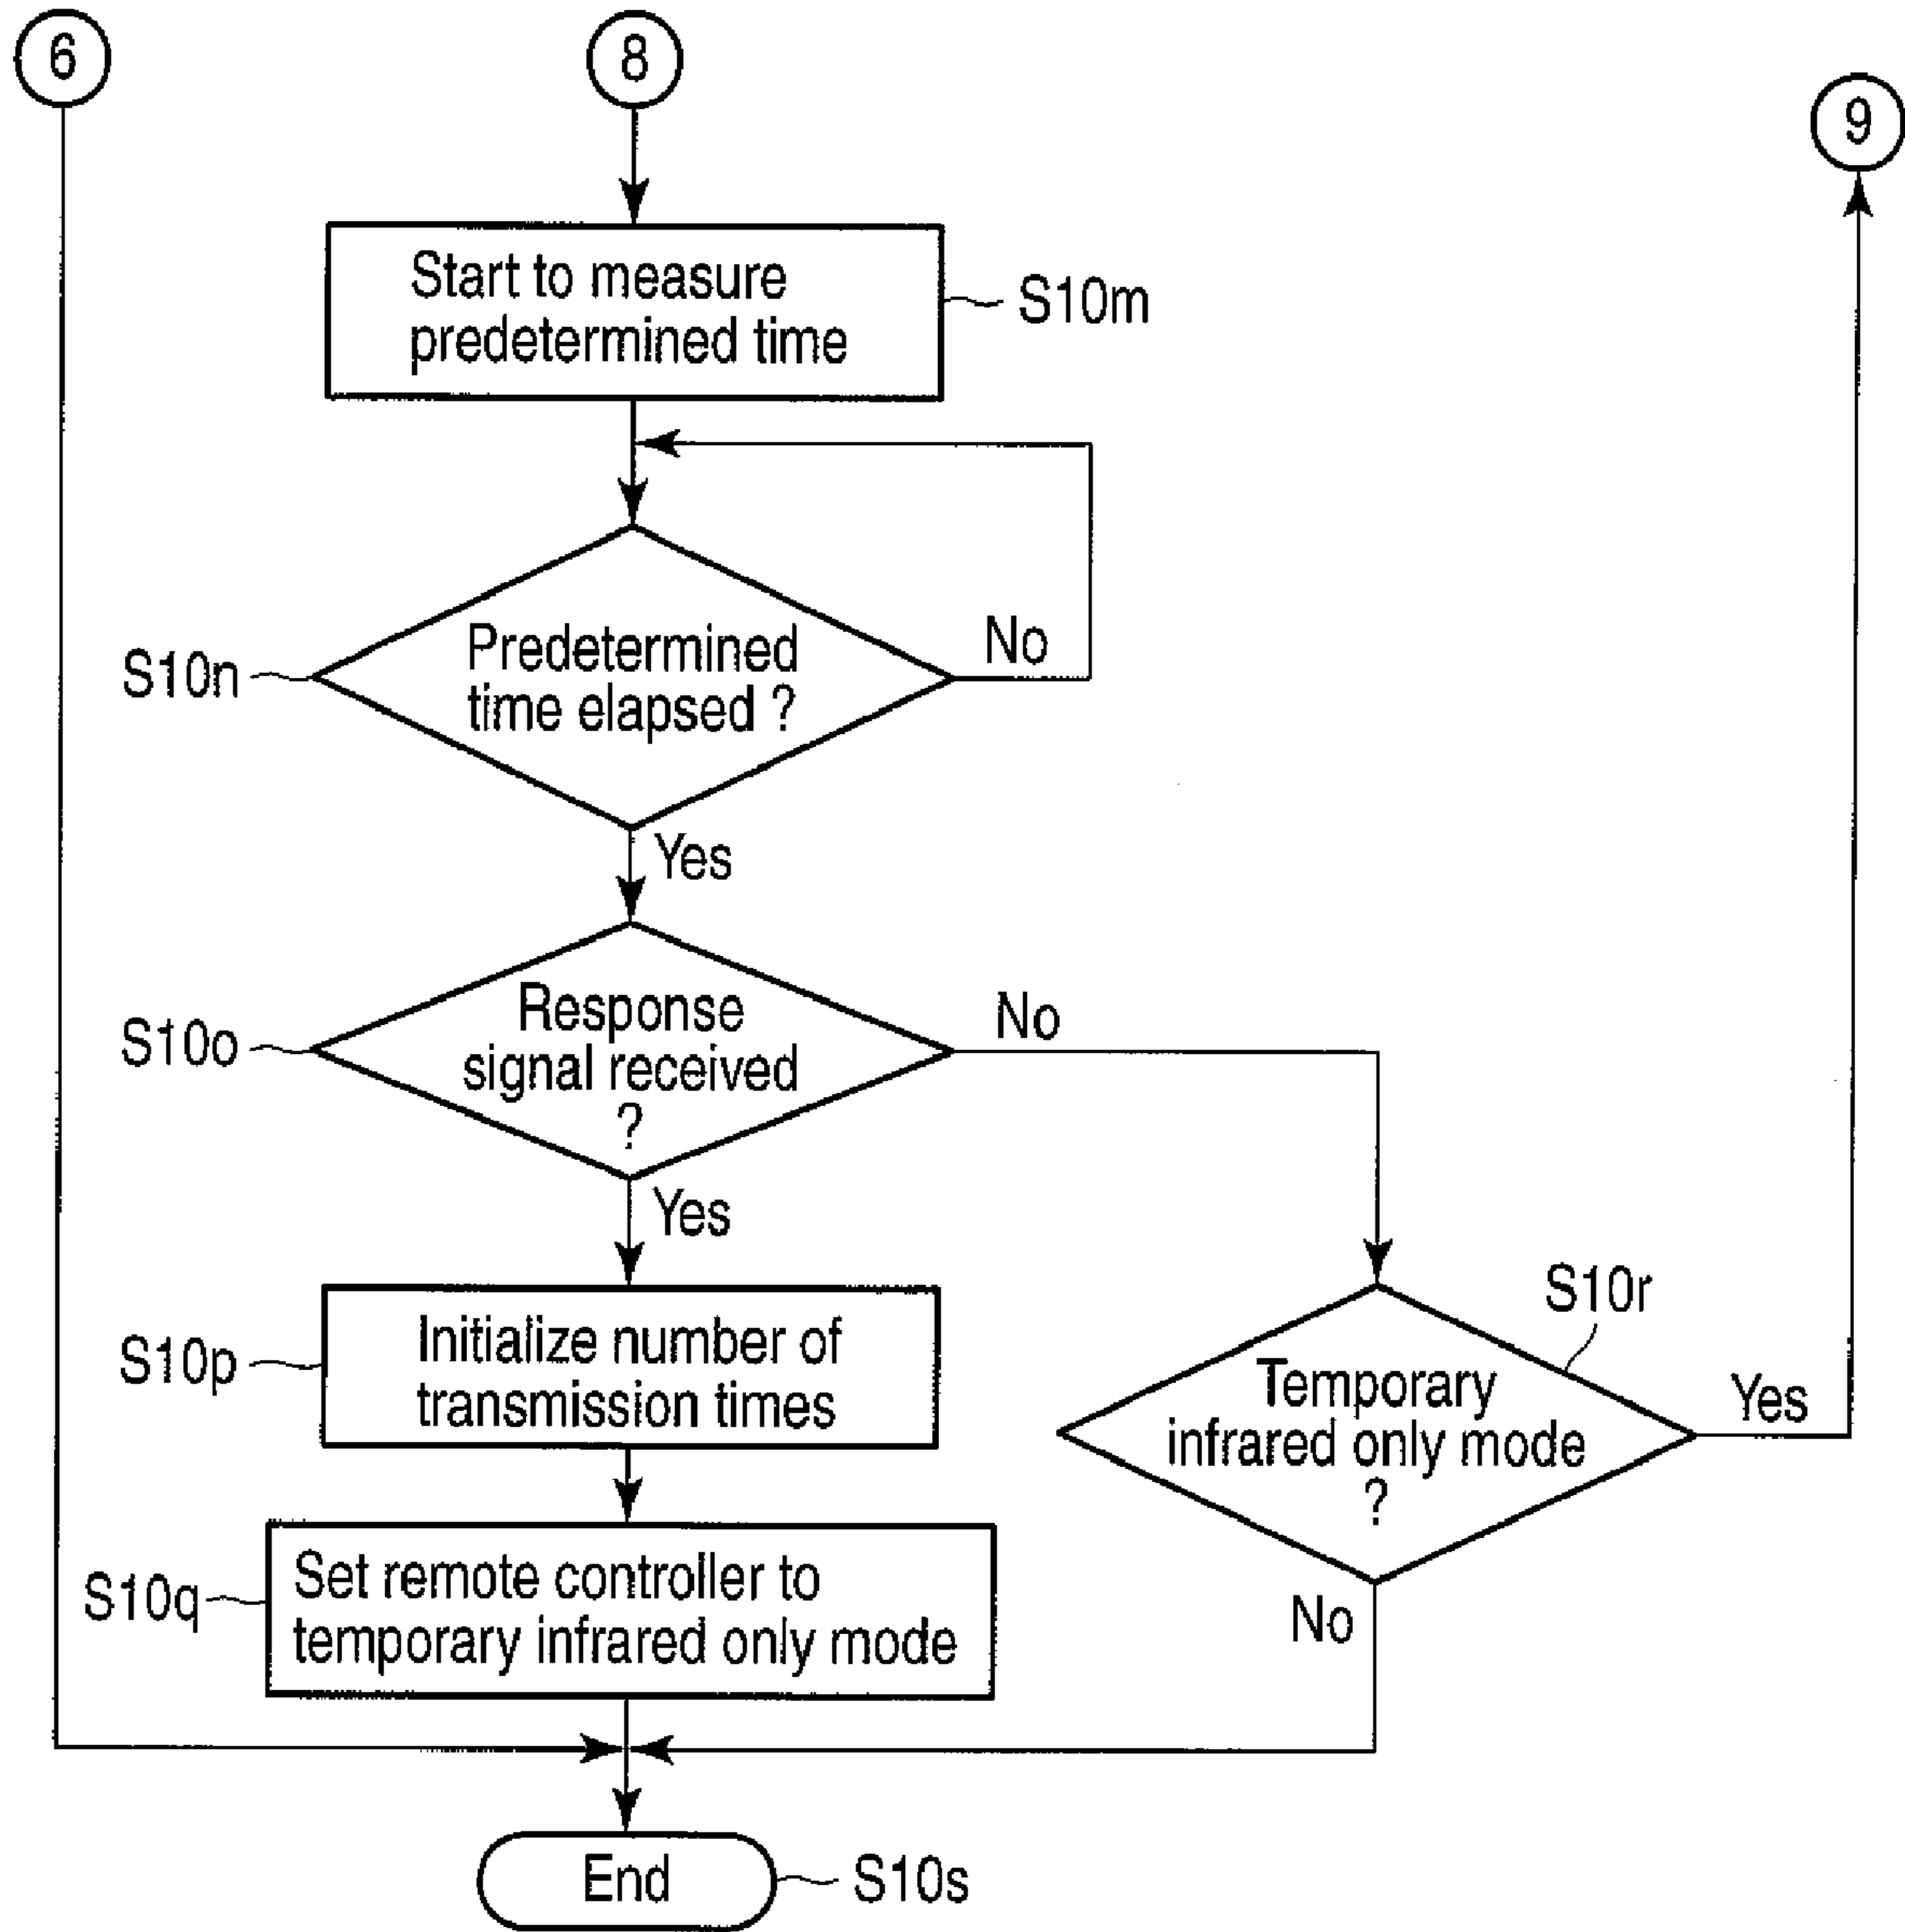 6
8
9
Start to measure
predetermined time
S10m
S10n
Predetermined
time elapsed ?
No
Yes
S10o
Response
signal received
?
No
Yes
S10p
Initialize number of
transmission times
S10r
Temporary
infrared only mode
?
Yes
No
S10q
Set remote controller to
temporary infrared only mode
End
S10s